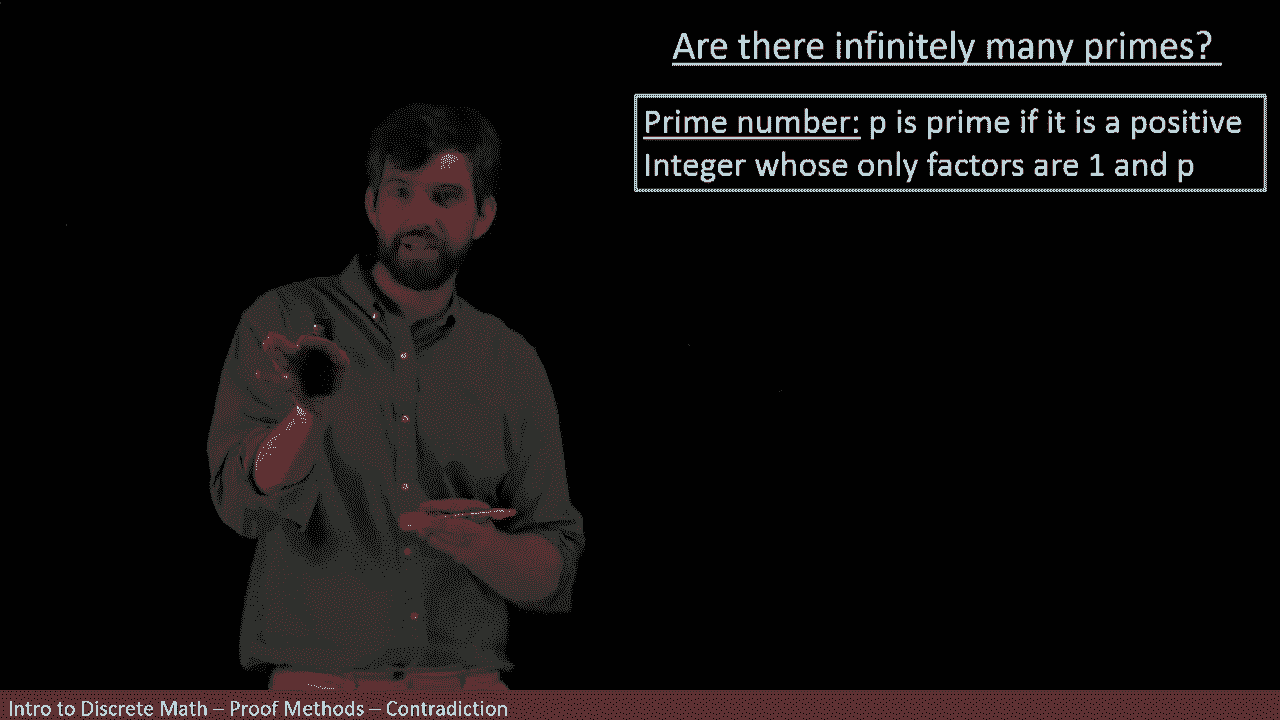 Are there infinitely many primes?
Prime number: p is prime if it is a positive
Integer whose only factors are 1 and p
Intro to Discrete Math – Proof Methods – Contradiction